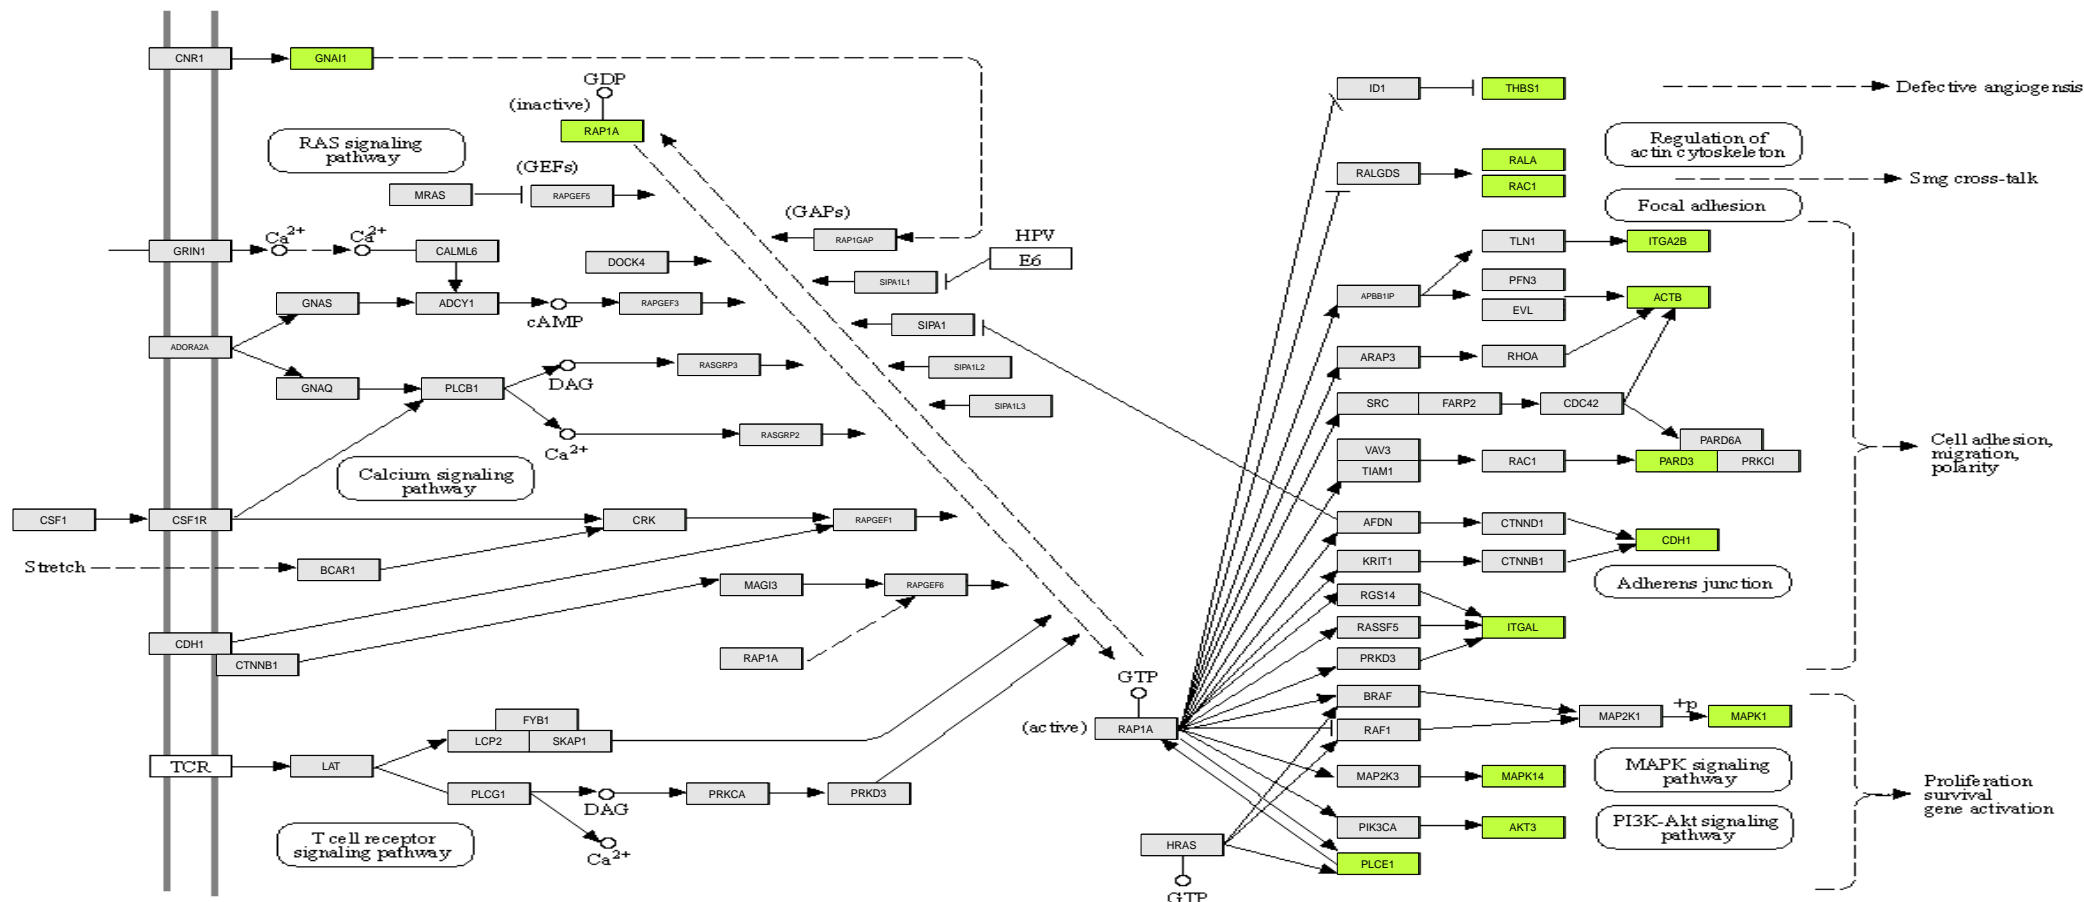 CNR1
GNAI1
GDP
(inactive)
RAP1A
RAS signaling
pathway
(GEFs)
MRAS
RAPGEF5
(GAPs)
RAP1GAP
HPV
E6
GRIN1
Ca2+
Ca2+
CALML6
DOCK4
SIPA1L1
GNAS
ADCY1
cAMP
RAPGEF3
SIPA1
ADORA2A
GNAQ
PLCB1
DAG
RASGRP3
SIPA1L2
SIPA1L3
Ca2+
RASGRP2
Calcium signaling
pathway
CSF1
CSF1R
CRK
RAPGEF1
Stretch
BCAR1
MAGI3
RAPGEF6
CDH1
CTNNB1
RAP1A
FYB1
LCP2
SKAP1
TCR
LAT
PLCG1
DAG
PRKCA
PRKD3
Ca2+
T cell receptor
signaling pathway
GTP
(active)
RAP1A
HRAS
GTP
ID1
THBS1
Defective angiogensis
Regulation of
actin cytoskeleton
RALGDS
RALA
RAC1
Smg cross-talk
Focal adhesion
TLN1
ITGA2B
APBB1IP
PFN3
EVL
ACTB
ARAP3
RHOA
SRC
FARP2
CDC42
PARD6A
VAV3
TIAM1
RAC1
PARD3
PRKCI
Cell adhesion,
migration,
polarity
AFDN
CTNND1
CDH1
KRIT1
CTNNB1
Adherens junction
RGS14
RASSF5
ITGAL
PRKD3
BRAF
RAF1
MAP2K1
+p
MAPK1
MAP2K3
MAPK14
MAPK signaling
pathway
Proliferation
survival
gene activation
PIK3CA
AKT3
PI3K-Akt signaling
pathway
PLCE1